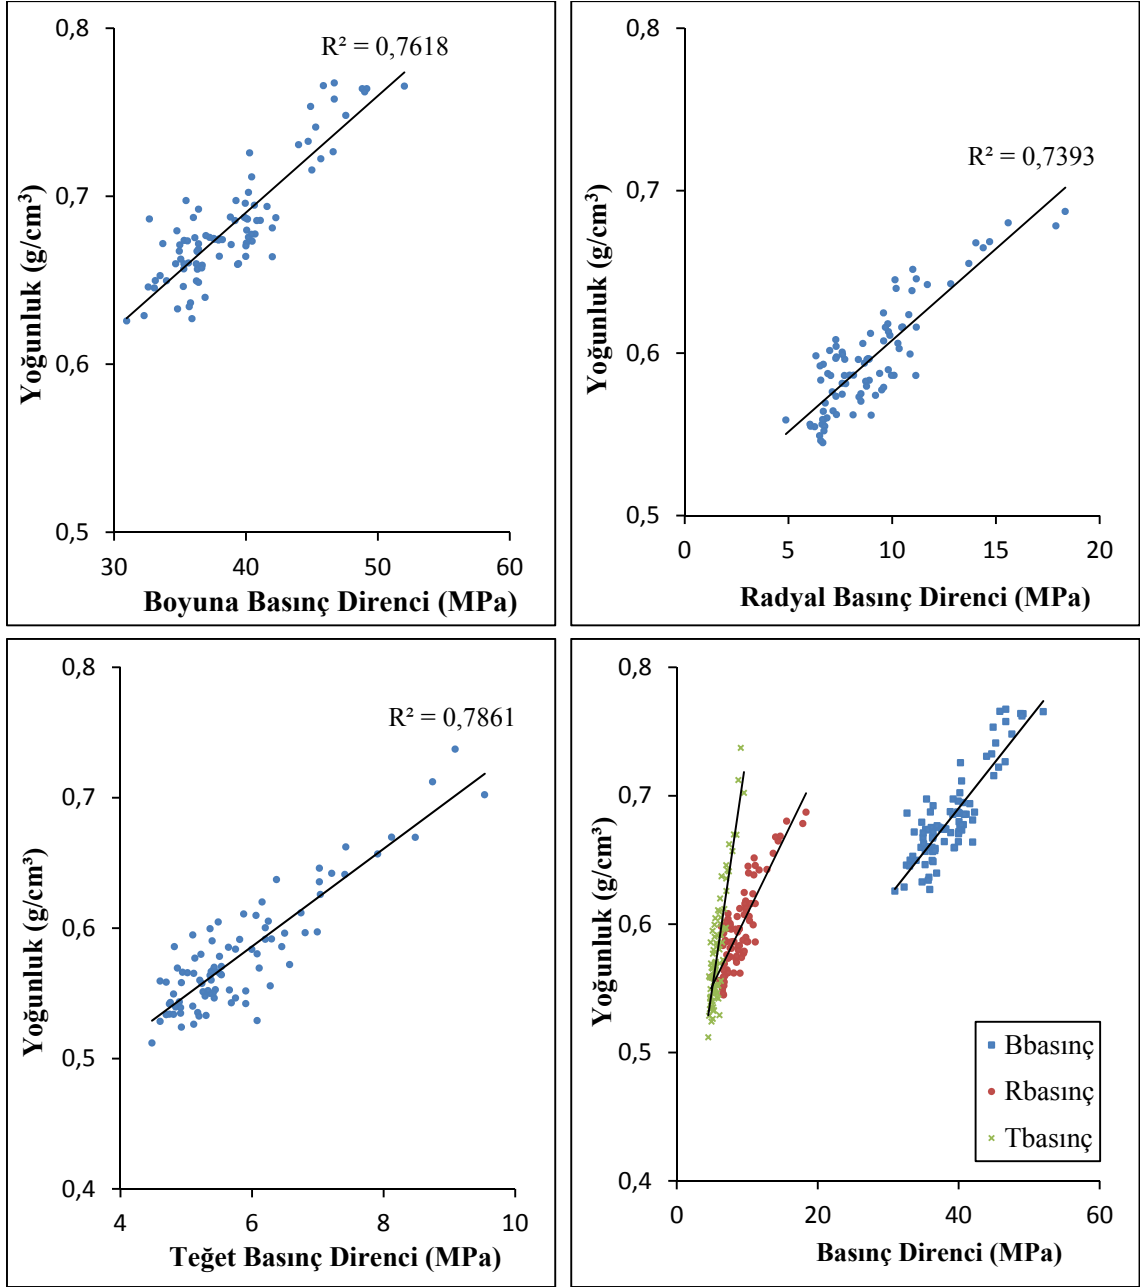 0,8
R² = 0,7618
0,7
0,6
0,5
Yoğunluk (g/cm³)
30
40
50
60
Boyuna Basınç Direnci (MPa)
0,8
R² = 0,7393
0,7
0,6
0,5
Yoğunluk (g/cm³)
0
5
10
15
20
Radyal Basınç Direnci (MPa)
0,8
R² = 0,7861
0,7
0,6
0,5
0,4
Yoğunluk (g/cm³)
4
6
8
10
Teğet Basınç Direnci (MPa)
0,8
0,7
0,6
0,5
0,4
Yoğunluk (g/cm³)
Bbasınç
Rbasınç
Tbasınç
0
20
40
60
Basınç Direnci (MPa)